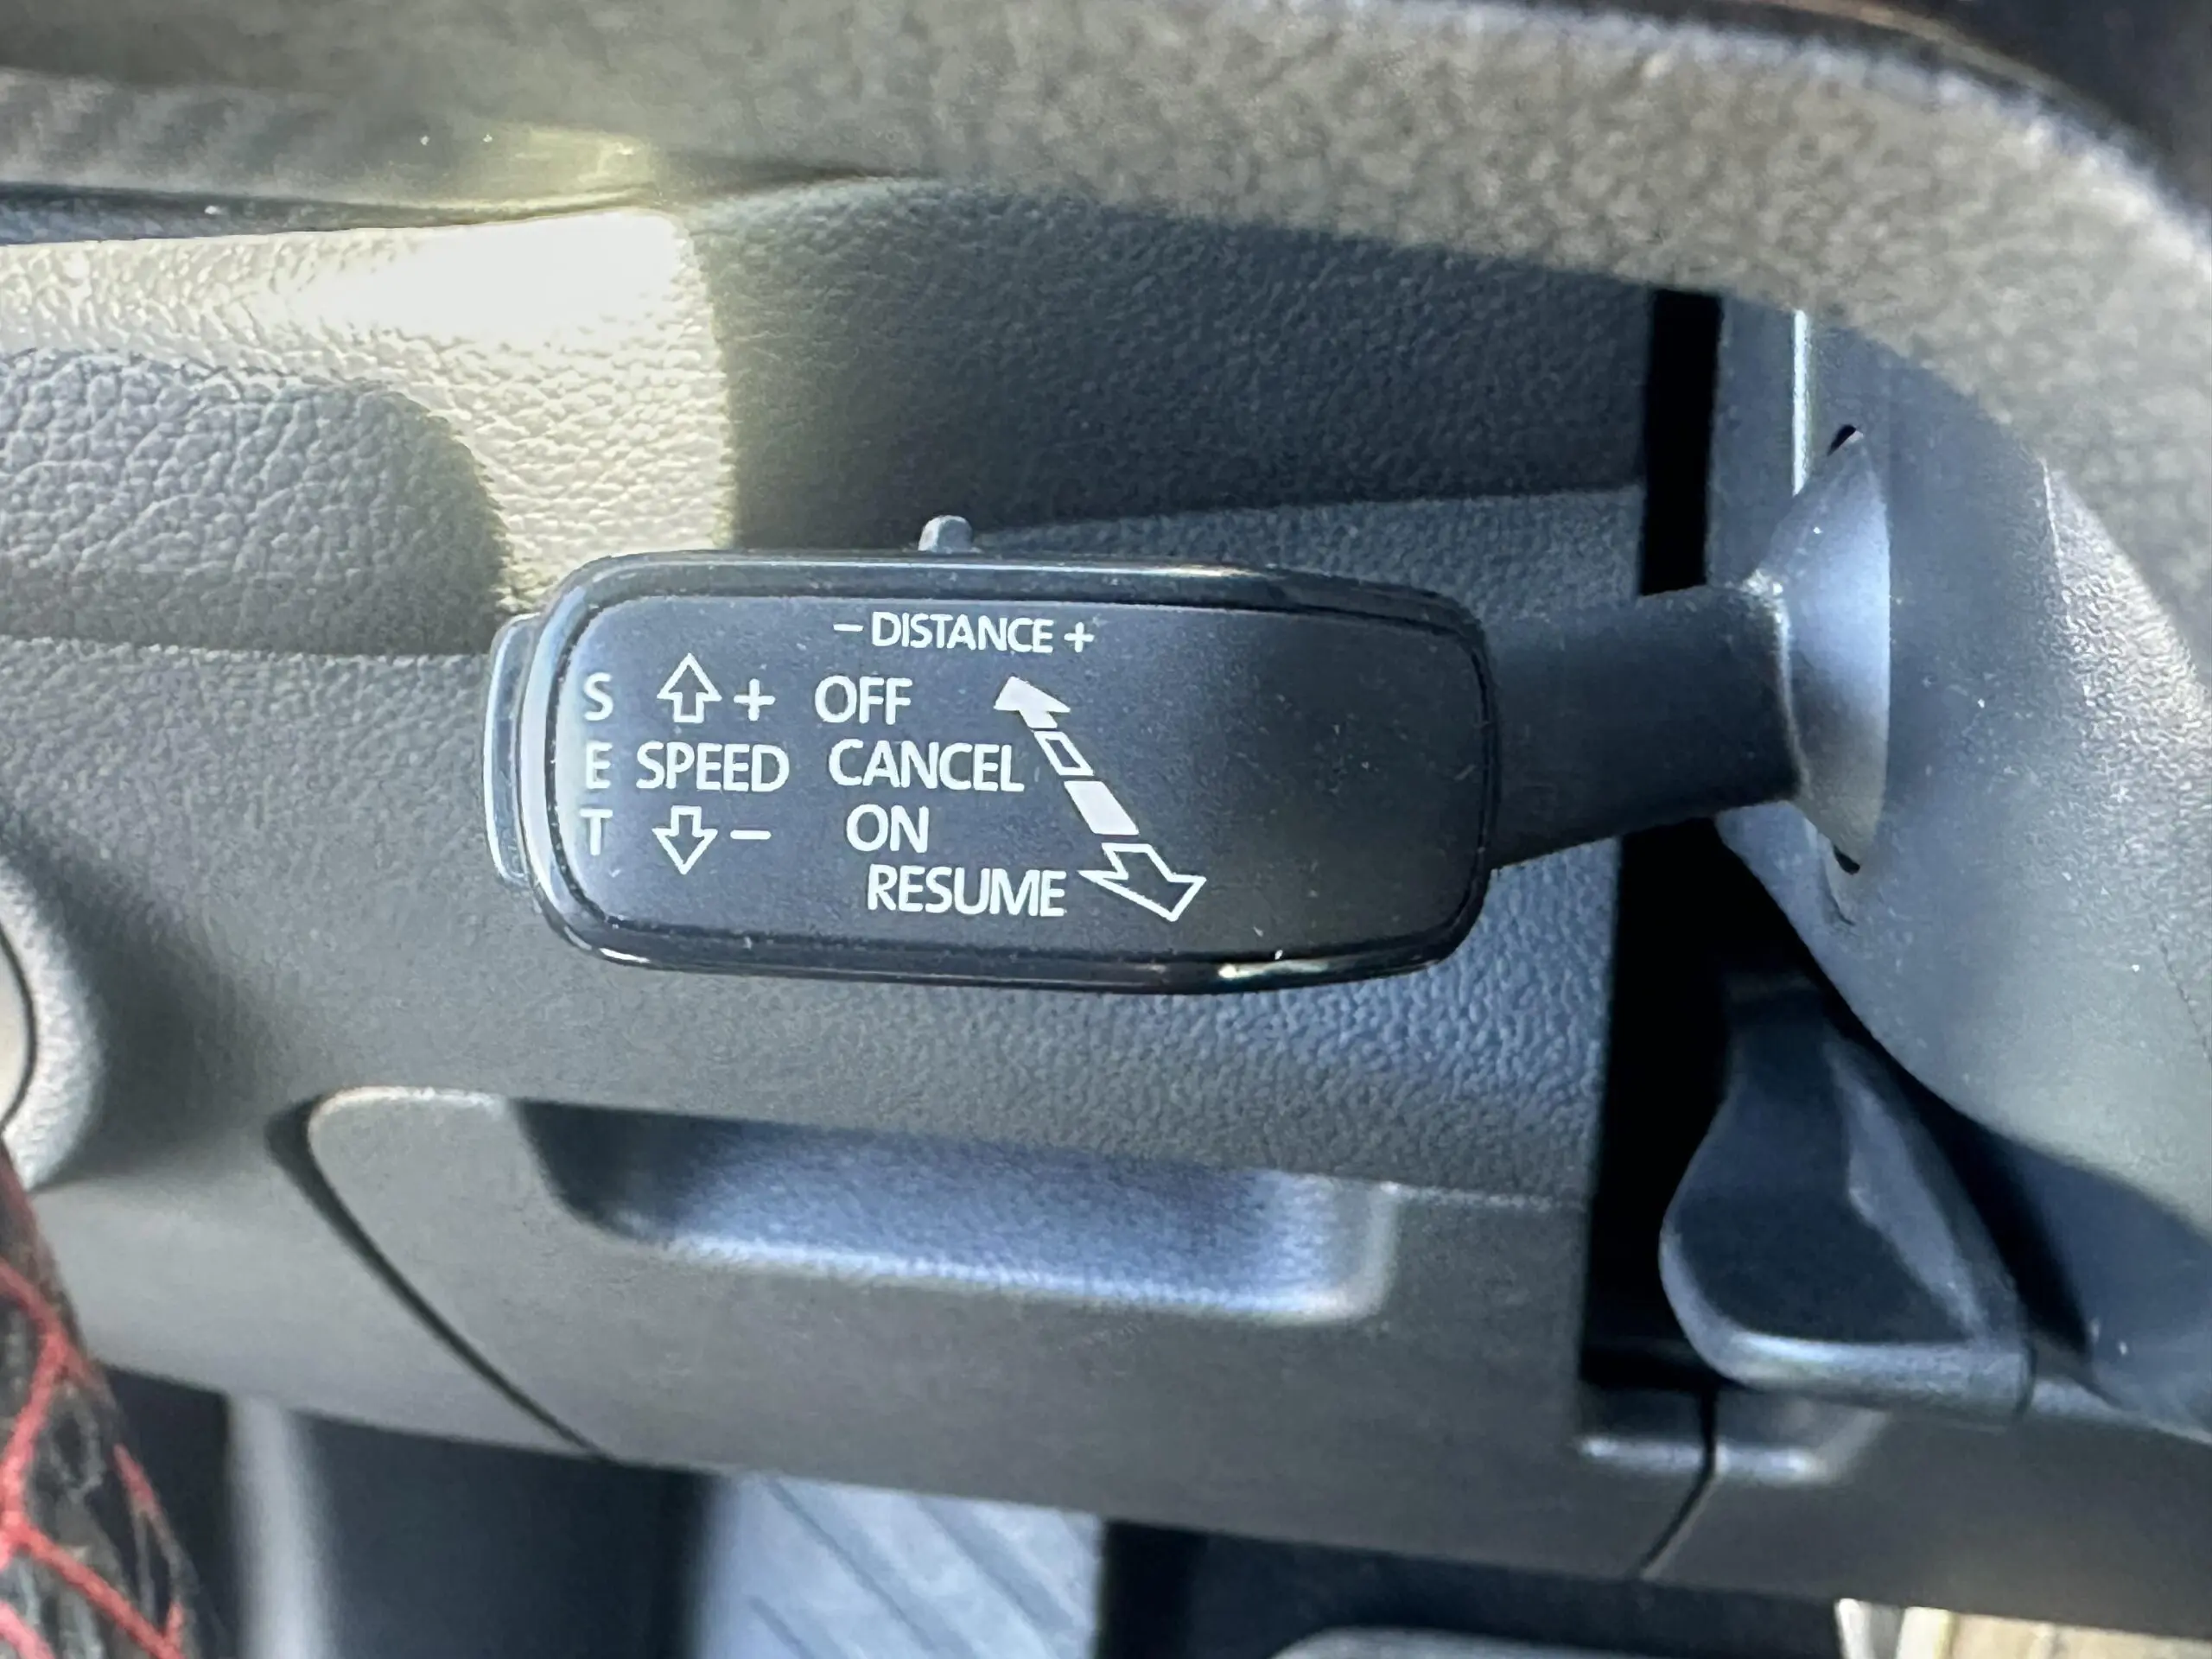 − DISTANCE +
S + OFF
E SPEED CANCEL
T − ON
RESUME